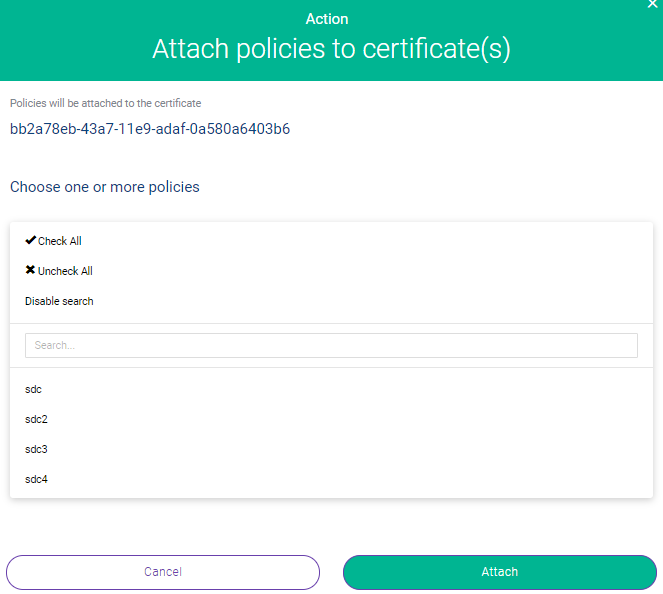 Action
Attach policies to certificate(s)
Policies will be attached to the certificate
bb2a78eb-43a7-11e9-adaf-0a580a6403b6
Choose one or more policies
Check All
Uncheck All
Disable search
Search...
sdc
sdc2
sdc3
sdc4
Cancel
Attach